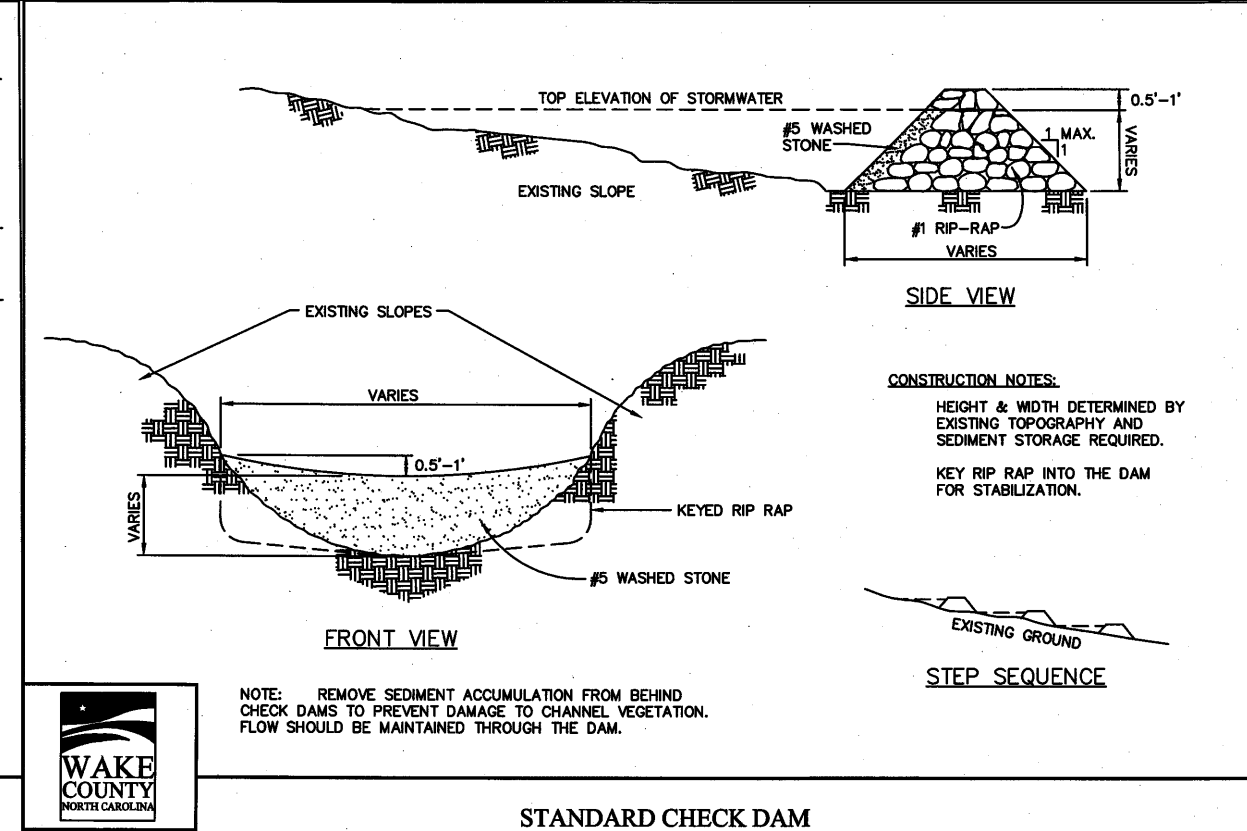 TOP ELEVATION OF STORMWATER
0.5'-1'
#5 WASHED
STONE
1 MAX.
1
VARIES
EXISTING SLOPE
#1 RIP-RAP
VARIES
SIDE VIEW
EXISTING SLOPES
VARIES
0.5'-1'
VARIES
KEYED RIP RAP
#5 WASHED STONE
FRONT VIEW
CONSTRUCTION NOTES:
HEIGHT & WIDTH DETERMINED BY
EXISTING TOPOGRAPHY AND
SEDIMENT STORAGE REQUIRED.
KEY RIP RAP INTO THE DAM
FOR STABILIZATION.
EXISTING GROUND
STEP SEQUENCE
NOTE: REMOVE SEDIMENT ACCUMULATION FROM BEHIND
CHECK DAMS TO PREVENT DAMAGE TO CHANNEL VEGETATION.
FLOW SHOULD BE MAINTAINED THROUGH THE DAM.
WAKE
COUNTY
NORTH CAROLINA
STANDARD CHECK DAM